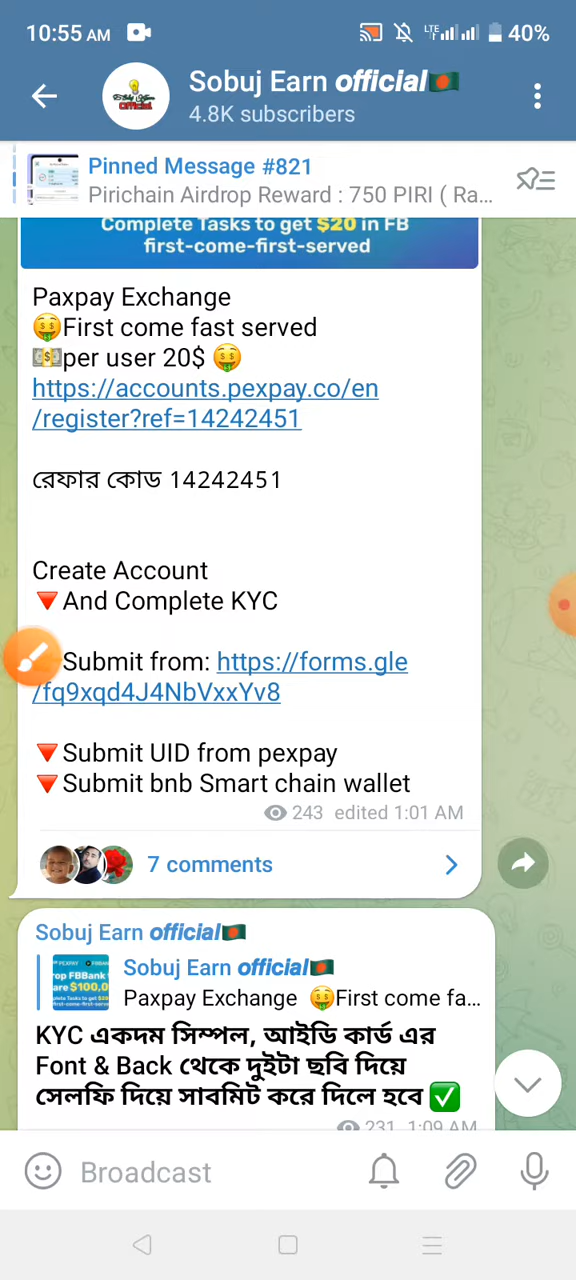 10:55 AM
LTE
40%
Sobuj Earn official
4.8K subscribers
Pinned Message #821
Pirichain Airdrop Reward : 750 PIRI ( Ra...
Complete Tasks to get $20 in FB
first-come-first-served
Paxpay Exchange
🤑First come fast served
💵per user 20$ 🤑
https://accounts.pexpay.co/en
/register?ref=14242451
রেফার কোড 14242451
Create Account
🔻And Complete KYC
Submit from: https://forms.gle
/fq9xqd4J4NbVxxYv8
🔻Submit UID from pexpay
🔻Submit bnb Smart chain wallet
243 edited 1:01 AM
7 comments
Sobuj Earn official🇧🇩
Sobuj Earn official🇧🇩
Paxpay Exchange 🤑First come fa...
KYC একদম সিম্পল, আইডি কার্ড এর
Font & Back থেকে দুইটা ছবি দিয়ে
সেলফি দিয়ে সাবমিট করে দিলে হবে ✅
231 1:09 AM
Broadcast